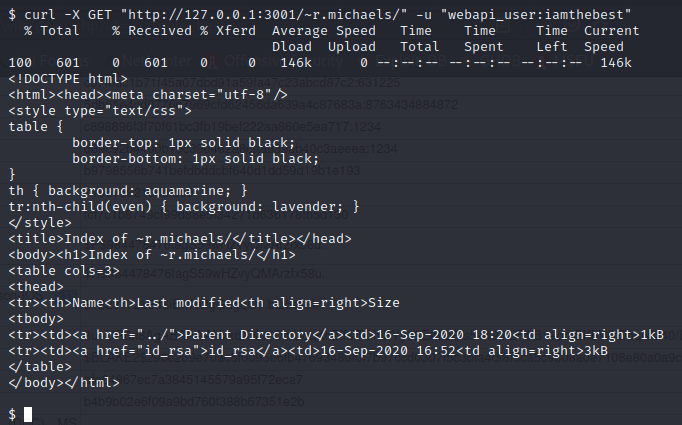 $ curl -X GET "http://127.0.0.1:3001/~r.michaels/" -u "webapi_user:iamthebest"
% Total % Received % Xferd Average Speed Time Time Time Current
Dload Upload Total Spent Left Speed
100 601 0 601 0 0 146k 0 --:--:-- --:--:-- --:--:-- 146k
<!DOCTYPE html>
<html><head><meta charset="utf-8"/>
<style type="text/css">
table {
border-top: 1px solid black;
border-bottom: 1px solid black;
}
th { background: aquamarine; }
tr:nth-child(even) { background: lavender; }
</style>
<title>Index of ~r.michaels/</title></head>
<body><h1>Index of ~r.michaels/</h1>
<table cols=3>
<thead>
<tr><th>Name<th>Last modified<th align=right>Size
<tbody>
<tr><td><a href="../">Parent Directory</a><td>16-Sep-2020 18:20<td align=right>1kB
<tr><td><a href="id_rsa">id_rsa</a><td>16-Sep-2020 16:52<td align=right>3kB
</table>
</body></html>
$